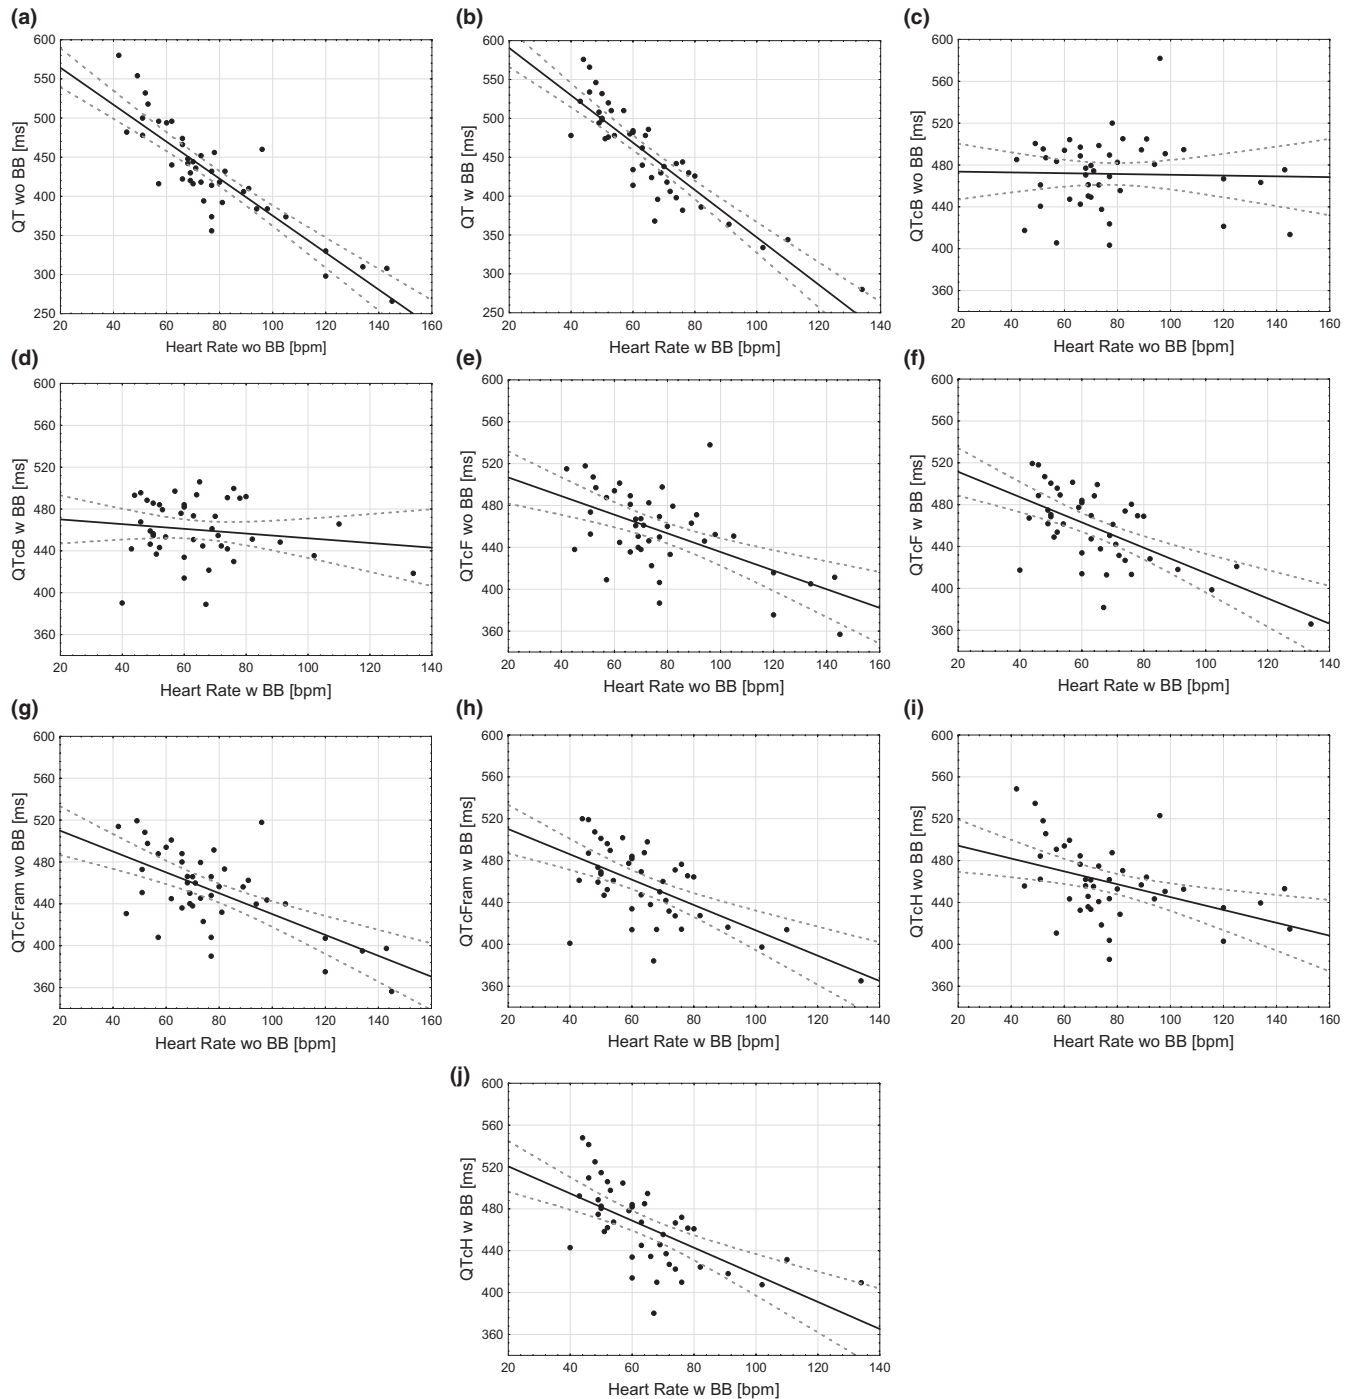 (a)
600
550
500
450
400
350
300
250
QT wo BB [ms]
20 40 60 80 100 120 140 160
Heart Rate wo BB [bpm]
(b)
600
550
500
450
400
350
300
250
QT w BB [ms]
20 40 60 80 100 120 140
Heart Rate w BB [bpm]
(c)
600
560
520
480
440
400
360
QTcB wo BB [ms]
20 40 60 80 100 120 140 160
Heart Rate wo BB [bpm]
(d)
600
560
520
480
440
400
360
QTcB w BB [ms]
20 40 60 80 100 120 140
Heart Rate w BB [bpm]
(e)
600
560
520
480
440
400
360
QTcF wo BB [ms]
20 40 60 80 100 120 140 160
Heart Rate wo BB [bpm]
(f)
600
560
520
480
440
400
360
QTcF w BB [ms]
20 40 60 80 100 120 140
Heart Rate w BB [bpm]
(g)
600
560
520
480
440
400
360
QTcFram wo BB [ms]
20 40 60 80 100 120 140 160
Heart Rate wo BB [bpm]
(h)
600
560
520
480
440
400
360
QTcFram w BB [ms]
20 40 60 80 100 120 140
Heart Rate w BB [bpm]
(i)
600
560
520
480
440
400
360
QTcH wo BB [ms]
20 40 60 80 100 120 140 160
Heart Rate wo BB [bpm]
(j)
600
560
520
480
440
400
360
QTcH w BB [ms]
20 40 60 80 100 120 140
Heart Rate w BB [bpm]